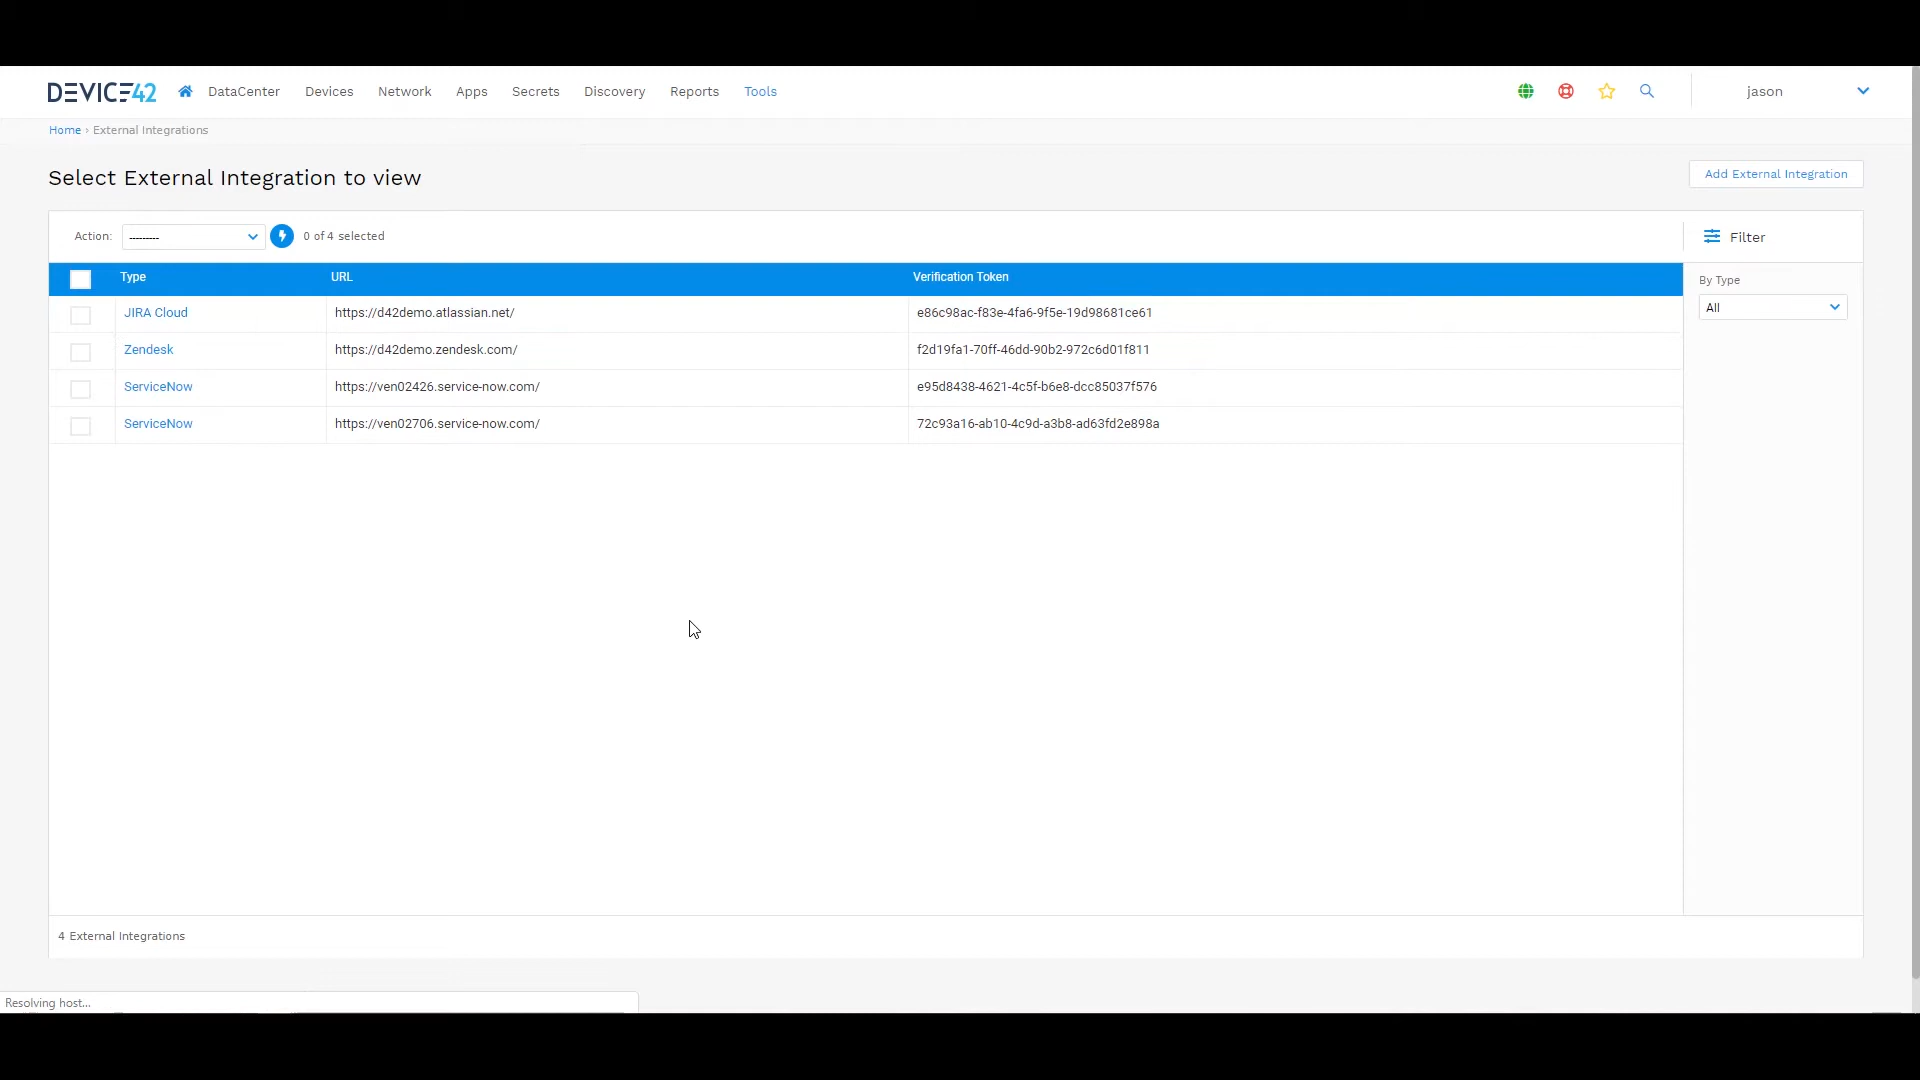 DEVICE42 DataCenter Devices Network Apps Secrets Discovery Reports Tools jason
Home › External Integrations
Select External Integration to view
Add External Integration
Action: --------- 0 of 4 selected
Filter
Type URL Verification Token
By Type
All
JIRA Cloud https://d42demo.atlassian.net/ e86c98ac-f83e-4fa6-9f5e-19d98681ce61
Zendesk https://d42demo.zendesk.com/ f2d19fa1-70ff-46dd-90b2-972c6d01f811
ServiceNow https://ven02426.service-now.com/ e95d8438-4621-4c5f-b6e8-dcc85037f576
ServiceNow https://ven02706.service-now.com/ 72c93a16-ab10-4c9d-a3b8-ad63fd2e898a
4 External Integrations
Resolving host...